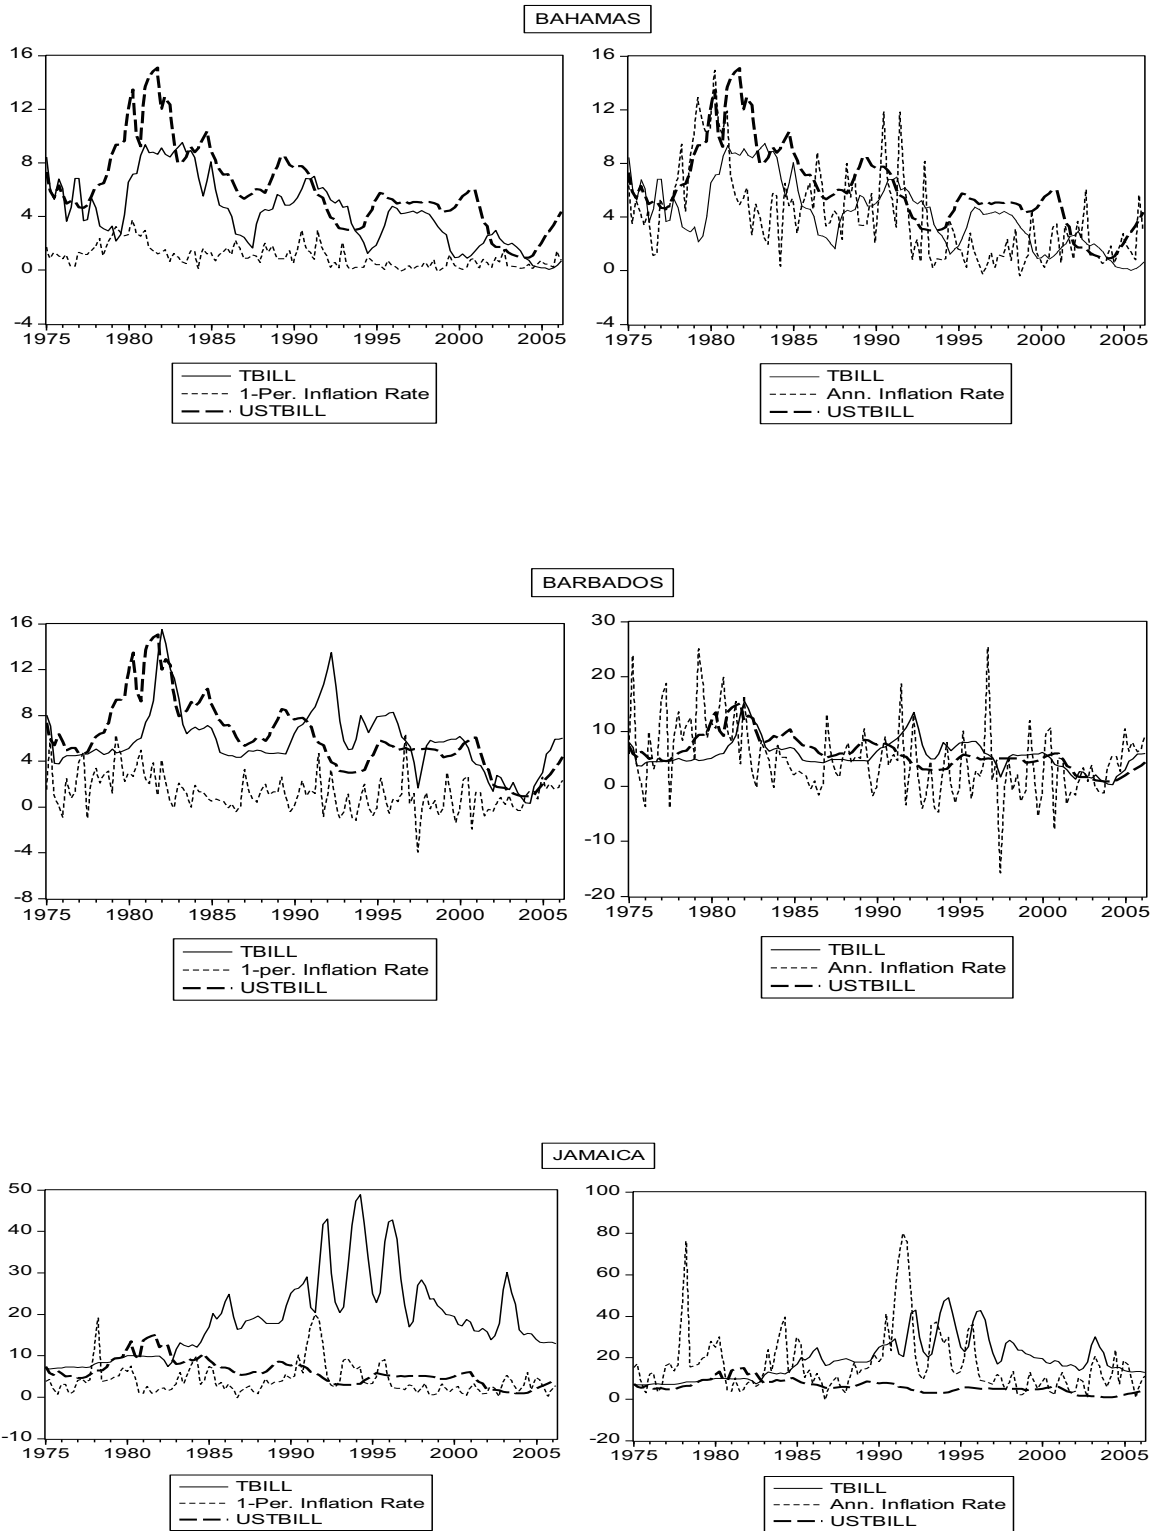 BAHAMAS
16
12
8
4
0
-4
1975 1980 1985 1990 1995 2000 2005
TBILL
1-Per. Inflation Rate
USTBILL
16
12
8
4
0
-4
1975 1980 1985 1990 1995 2000 2005
TBILL
Ann. Inflation Rate
USTBILL
BARBADOS
16
12
8
4
0
-4
-8
1975 1980 1985 1990 1995 2000 2005
TBILL
1-per. Inflation Rate
USTBILL
30
20
10
0
-10
-20
1975 1980 1985 1990 1995 2000 2005
TBILL
Ann. Inflation Rate
USTBILL
JAMAICA
50
40
30
20
10
0
-10
1975 1980 1985 1990 1995 2000 2005
TBILL
1-Per. Inflation Rate
USTBILL
100
80
60
40
20
0
-20
1975 1980 1985 1990 1995 2000 2005
TBILL
Ann. Inflation Rate
USTBILL